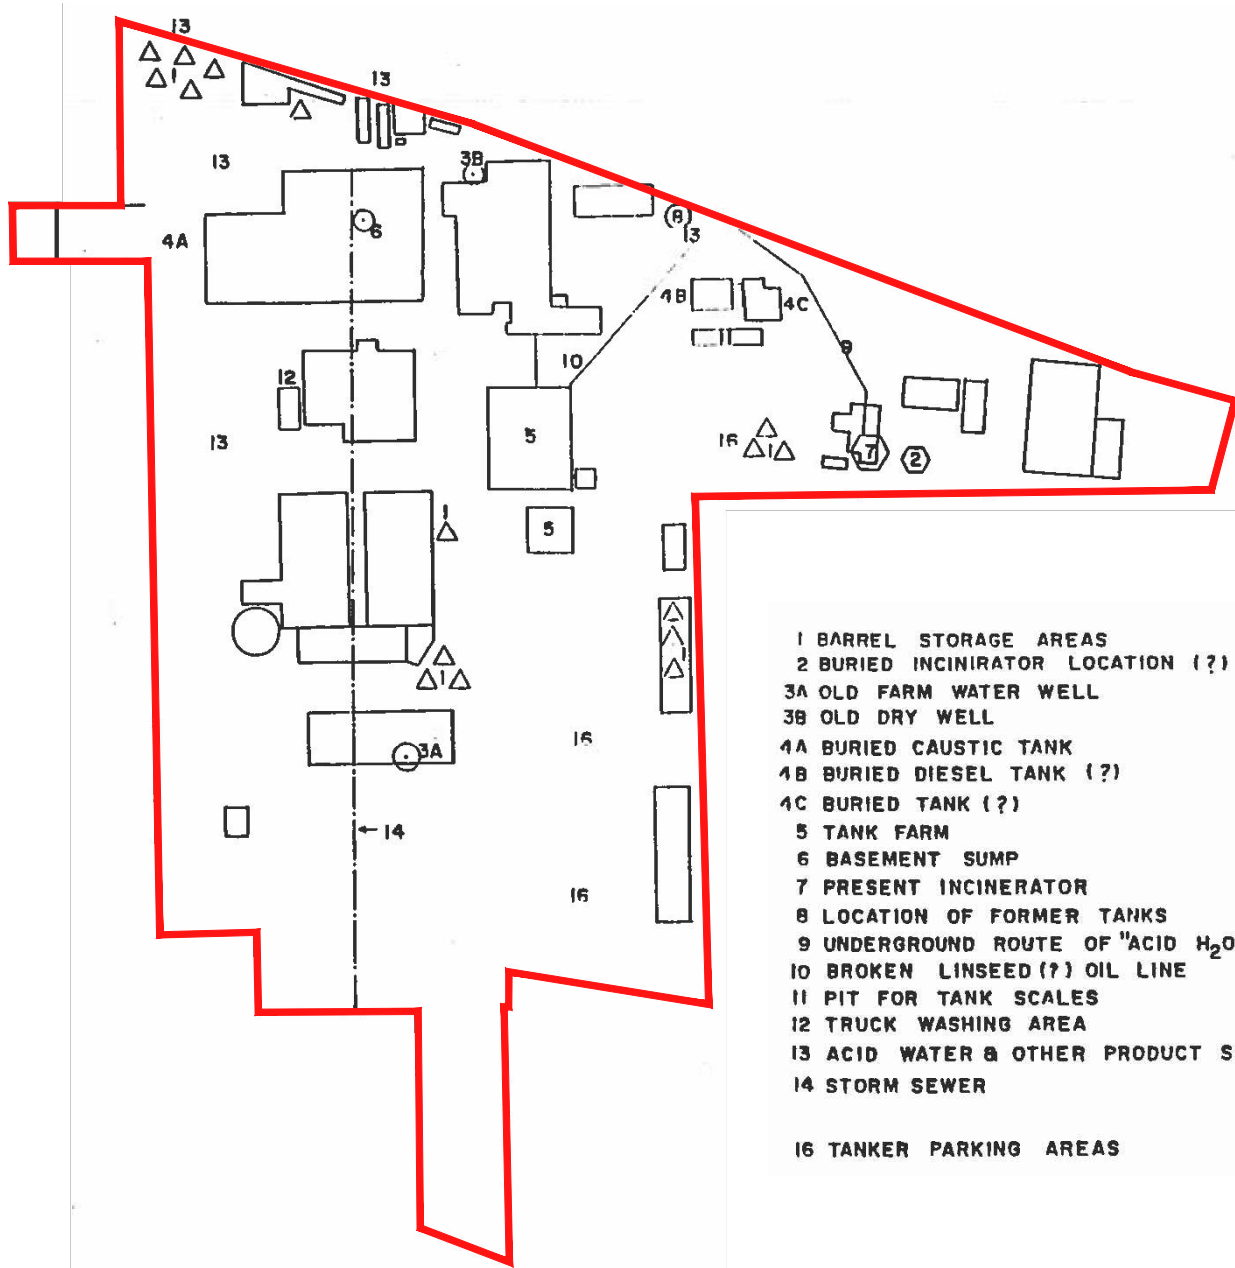 13
1
13
13
3B
8
13
6
4A
4B
4C
11
9
10
12
5
13
16
1
7
2
1
5
1
1
3A
16
14
16
1 BARREL STORAGE AREAS
2 BURIED INCINIRATOR LOCATION (?)
3A OLD FARM WATER WELL
3B OLD DRY WELL
4A BURIED CAUSTIC TANK
4B BURIED DIESEL TANK (?)
4C BURIED TANK (?)
5 TANK FARM
6 BASEMENT SUMP
7 PRESENT INCINERATOR
8 LOCATION OF FORMER TANKS
9 UNDERGROUND ROUTE OF "ACID H₂O
10 BROKEN LINSEED (?) OIL LINE
11 PIT FOR TANK SCALES
12 TRUCK WASHING AREA
13 ACID WATER & OTHER PRODUCT S
14 STORM SEWER
16 TANKER PARKING AREAS